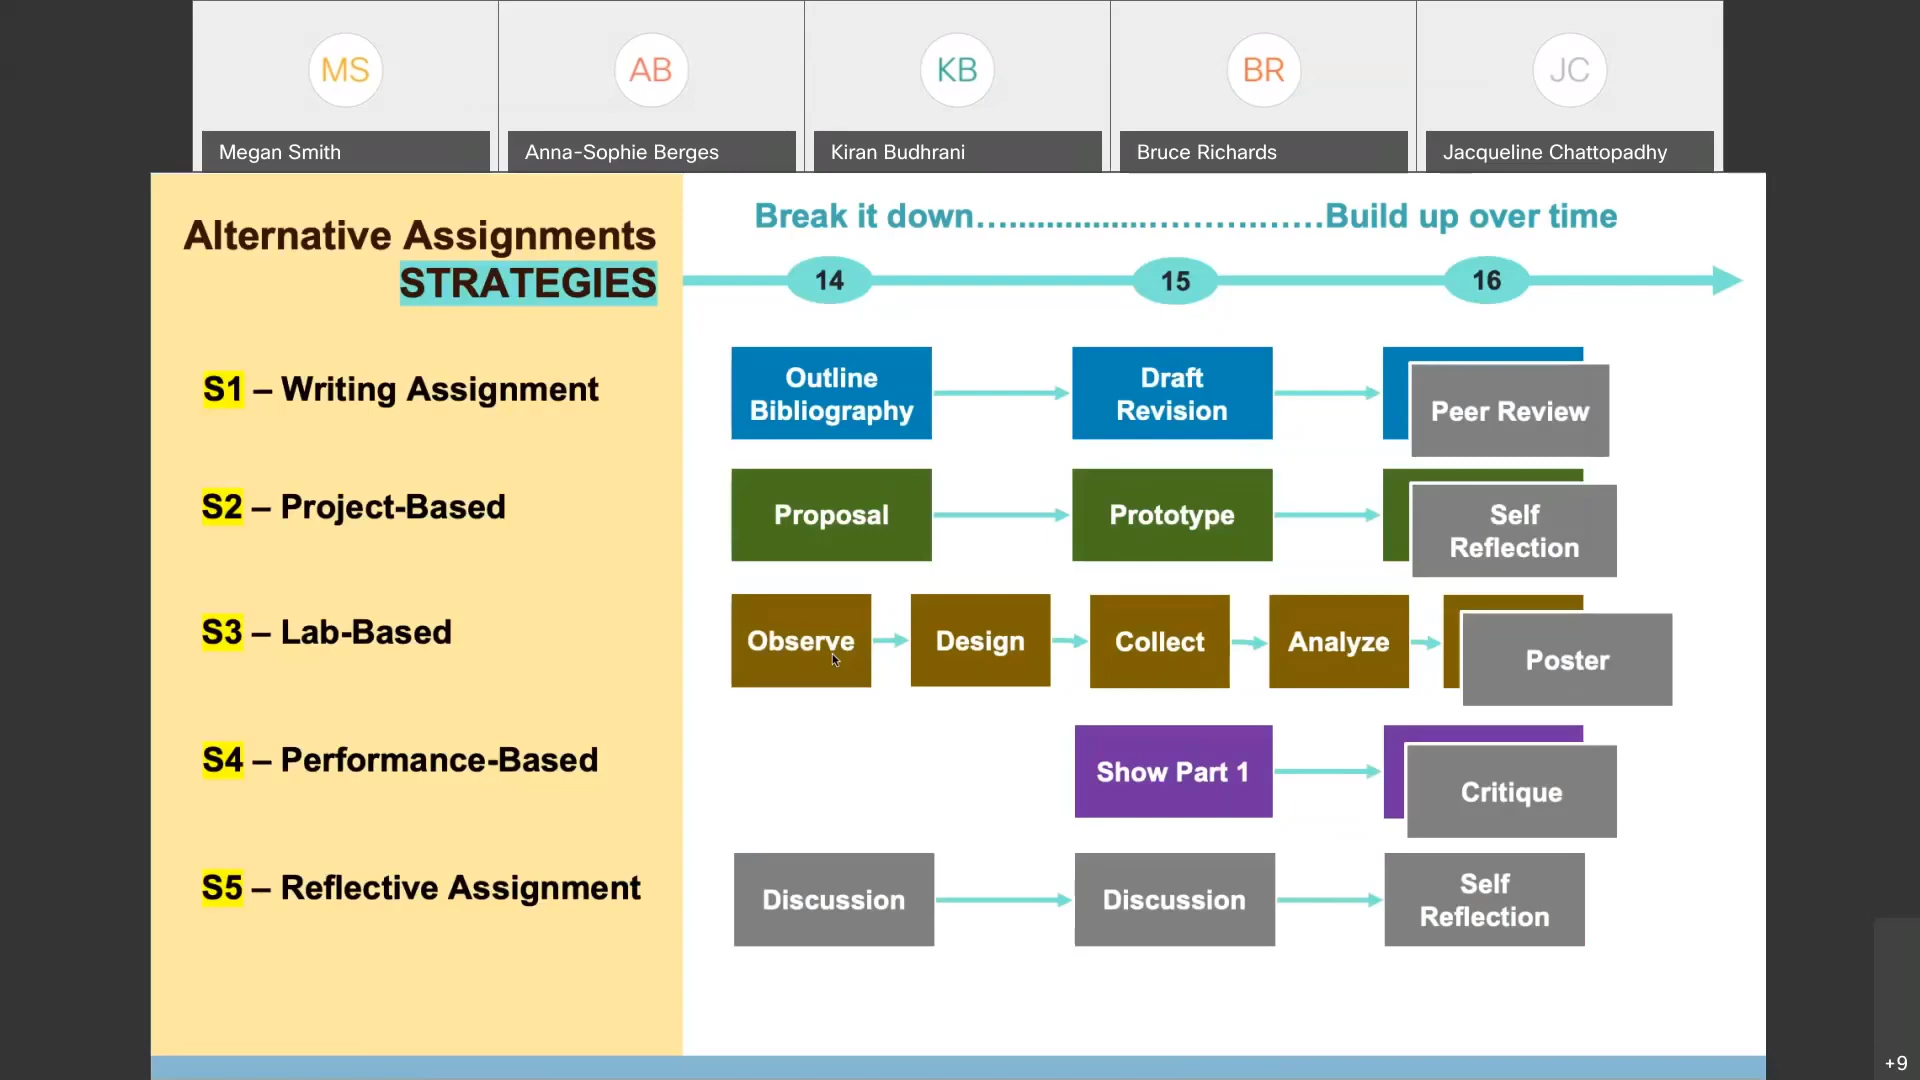 MS
AB
KB
BR
JC
Megan Smith
Anna-Sophie Berges
Kiran Budhrani
Bruce Richards
Jacqueline Chattopadhy
Alternative Assignments
STRATEGIES
Break it down…...............………..……Build up over time
14
15
16
S1 – Writing Assignment
Outline
Bibliography
Draft
Revision
Peer Review
S2 – Project-Based
Proposal
Prototype
Self
Reflection
S3 – Lab-Based
Observe
Design
Collect
Analyze
Poster
S4 – Performance-Based
Show Part 1
Critique
S5 – Reflective Assignment
Discussion
Discussion
Self
Reflection
+9